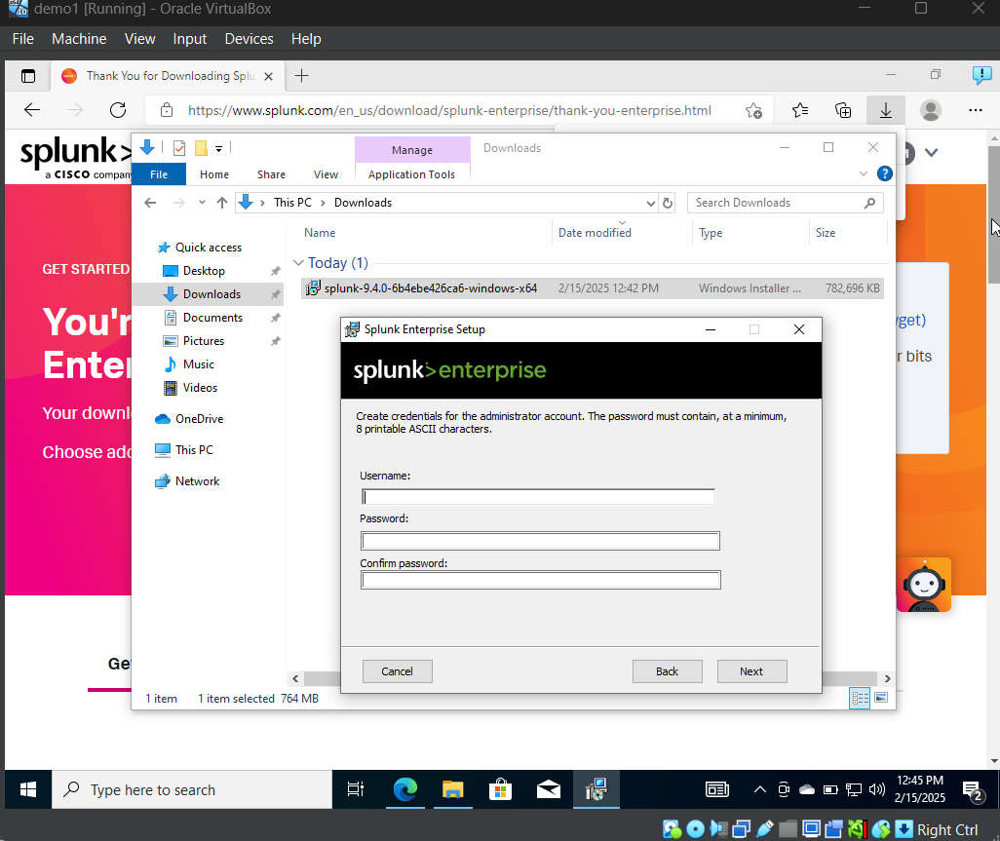 demo1 [Running] - Oracle VirtualBox
File Machine View Input Devices Help
Thank You for Downloading Splu
https://www.splunk.com/en_us/download/splunk-enterprise/thank-you-enterprise.html
splunk>
a CISCO company
GET STARTED
You'r
Enter
Your downl
Choose add
wget)
r bits
Ge
Manage
Downloads
File Home Share View Application Tools
This PC > Downloads
Search Downloads
Name Date modified Type Size
Quick access
Desktop
Downloads
Documents
Pictures
Music
Videos
OneDrive
This PC
Network
Today (1)
splunk-9.4.0-6b4ebe426ca6-windows-x64 2/15/2025 12:42 PM Windows Installer ... 782,696 KB
Splunk Enterprise Setup
splunk>enterprise
Create credentials for the administrator account. The password must contain, at a minimum,
8 printable ASCII characters.
Username:
Password:
Confirm password:
Cancel Back Next
1 item 1 item selected 764 MB
Type here to search
12:45 PM
2/15/2025
2
Right Ctrl